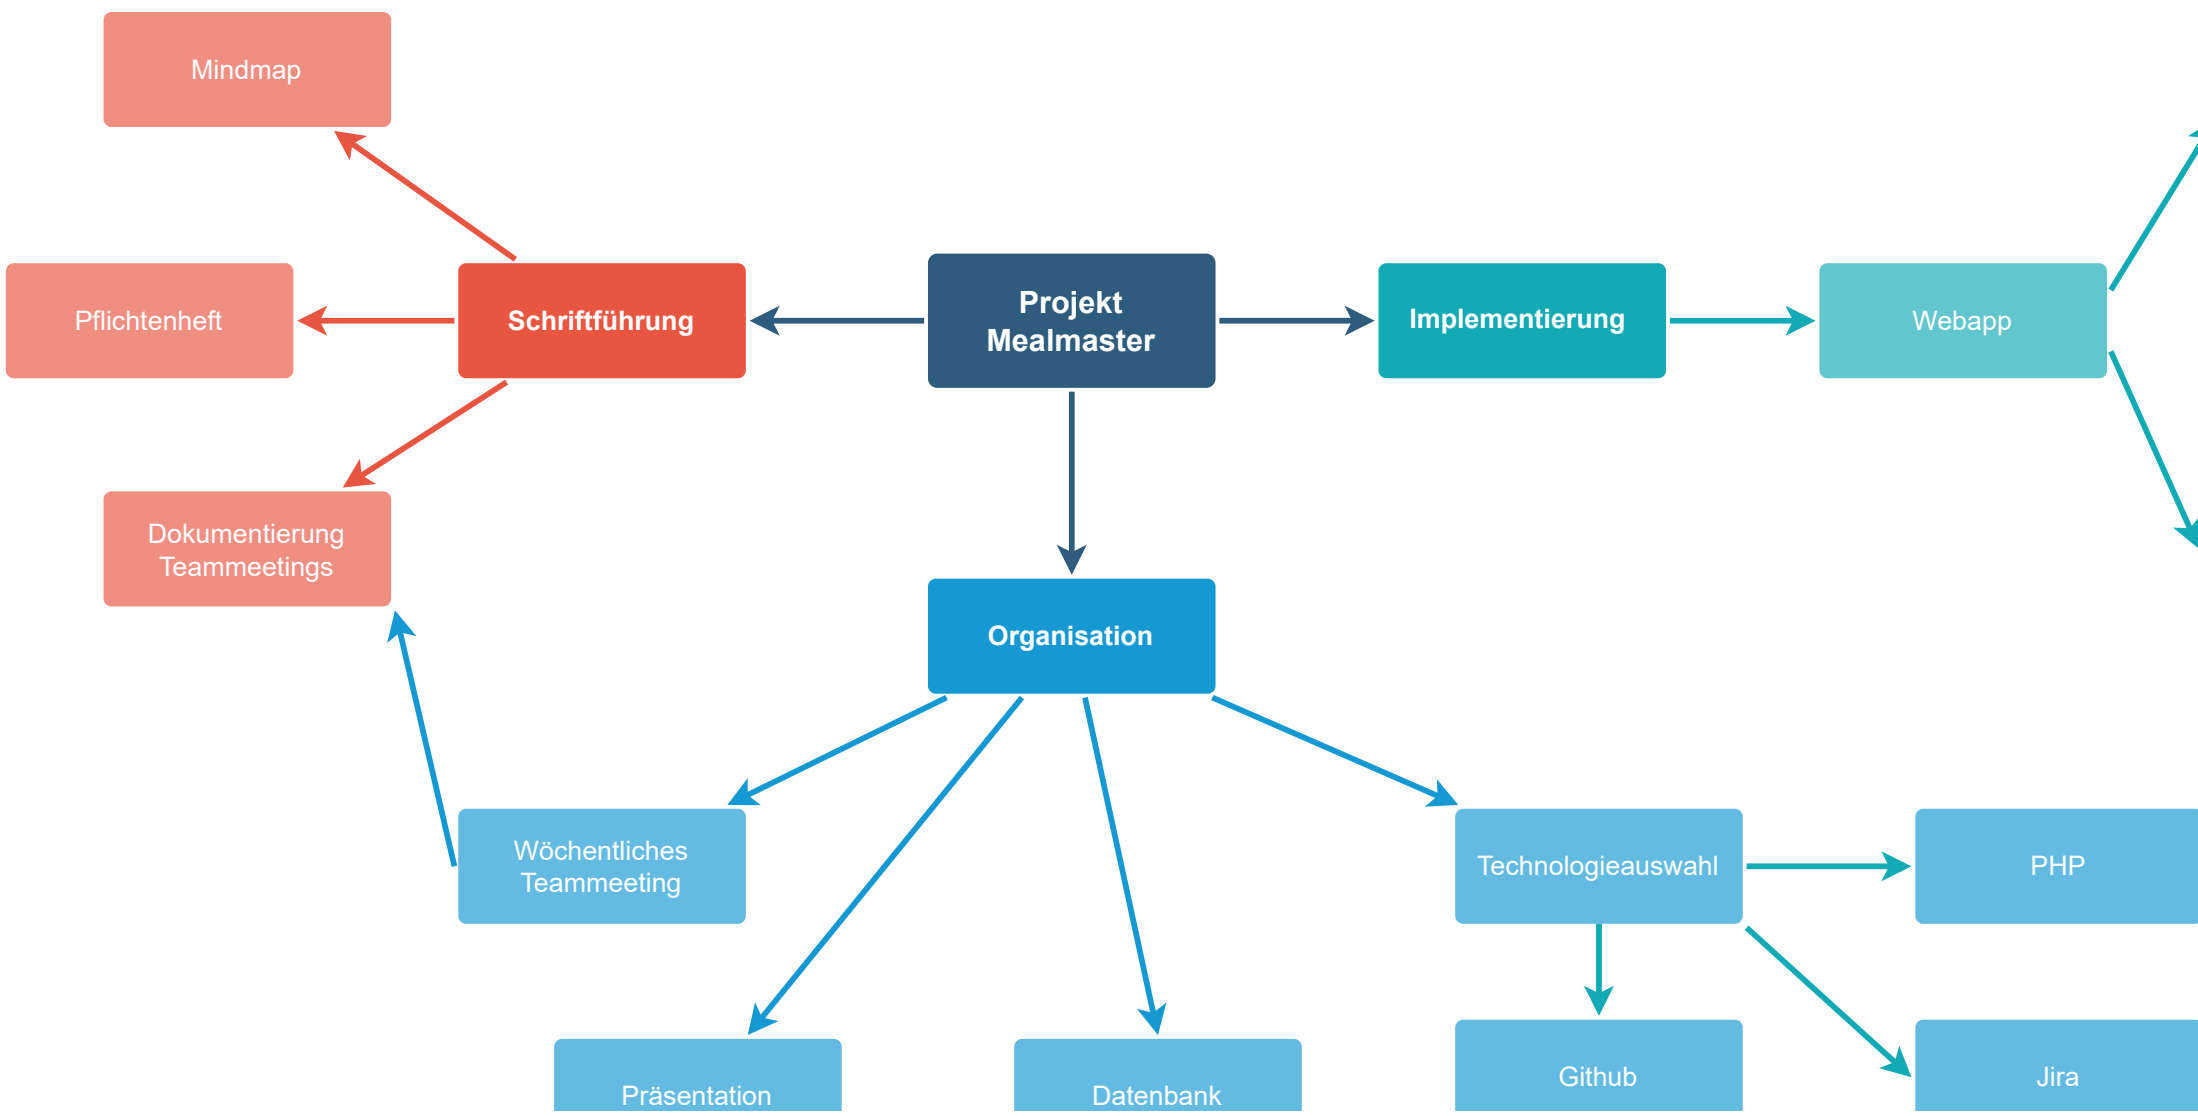 Mindmap
Projekt
Mealmaster
Pflichtenheft
Schriftführung
Implementierung
Webapp
Dokumentierung
Teammeetings
Organisation
Wöchentliches
Teammeeting
Technologieauswahl
PHP
Github
Jira
Präsentation
Datenbank